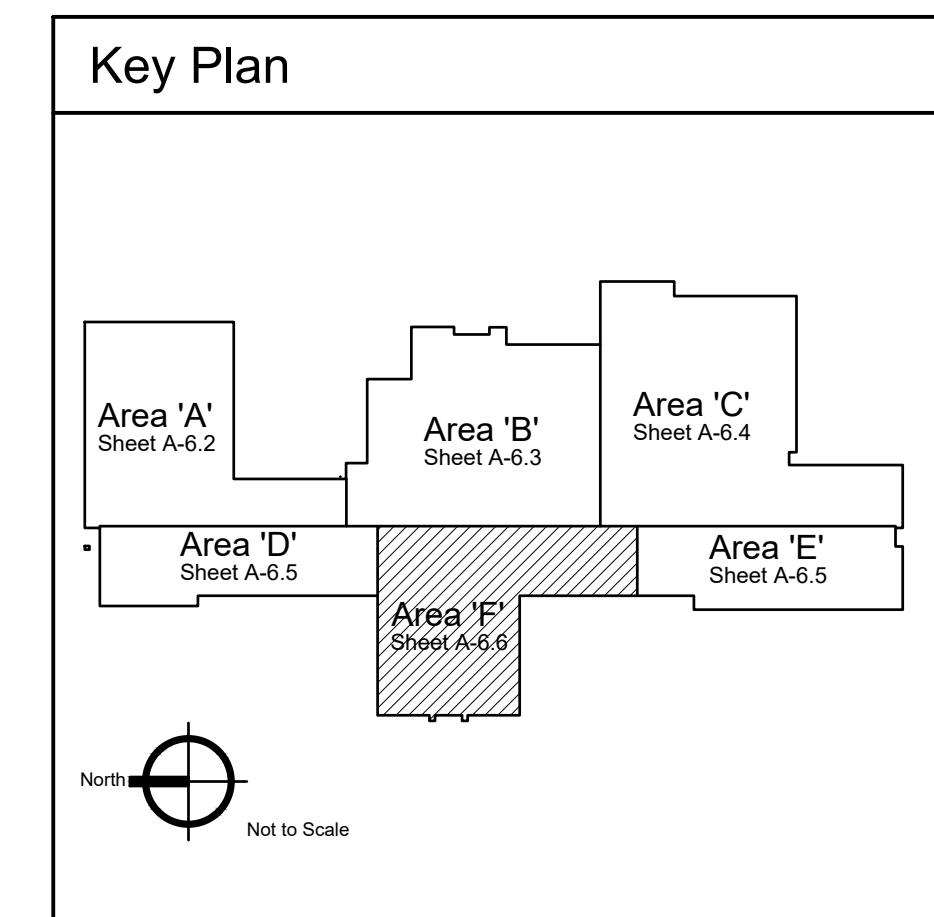 Key Plan
Area 'A'
Sheet A-6.2
Area 'B'
Sheet A-6.3
Area 'C'
Sheet A-6.4
Area 'D'
Sheet A-6.5
Area 'E'
Sheet A-6.5
Area 'F'
Sheet A-6.6
North
Not to Scale